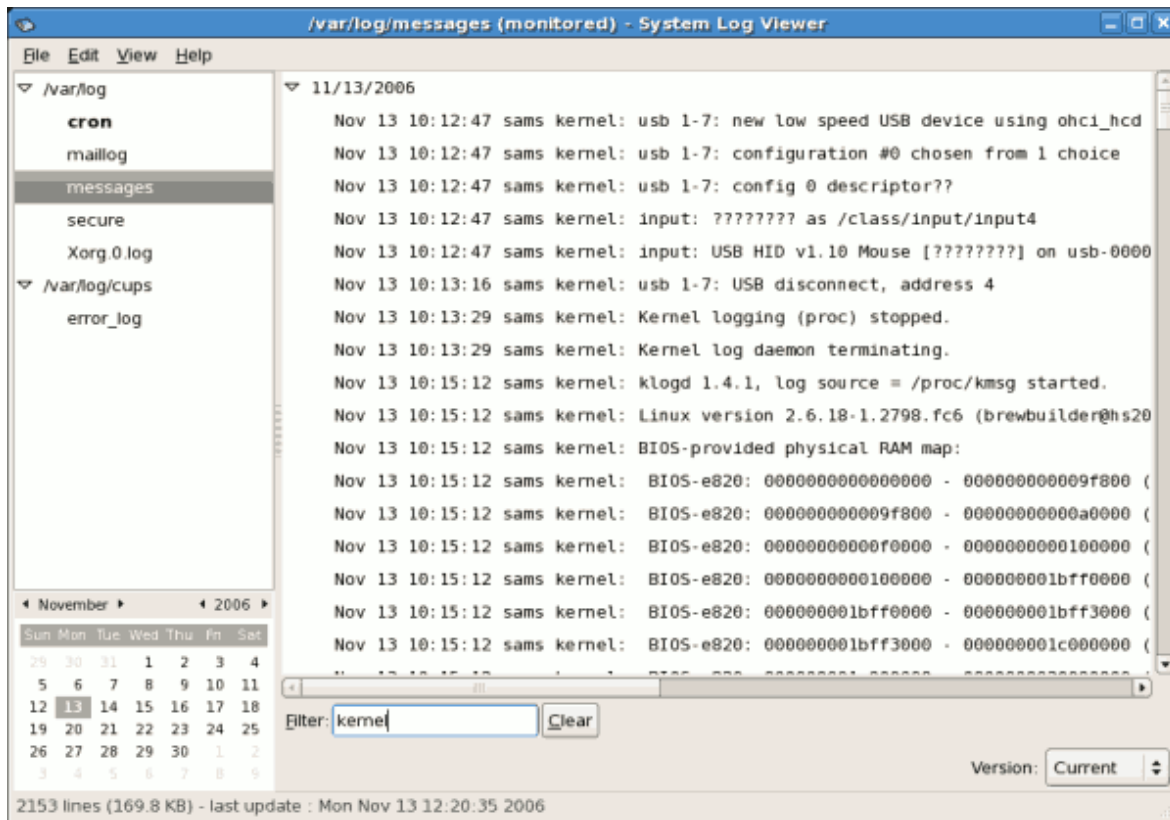 /var/log/messages (monitored) - System Log Viewer
File Edit View Help
/var/log
cron
maillog
messages
secure
Xorg.0.log
/var/log/cups
error_log
11/13/2006
Nov 13 10:12:47 sams kernel: usb 1-7: new low speed USB device using ohci_hcd
Nov 13 10:12:47 sams kernel: usb 1-7: configuration #0 chosen from 1 choice
Nov 13 10:12:47 sams kernel: usb 1-7: config 0 descriptor??
Nov 13 10:12:47 sams kernel: input: ???????? as /class/input/input4
Nov 13 10:12:47 sams kernel: input: USB HID v1.10 Mouse [????????] on usb-0000
Nov 13 10:13:16 sams kernel: usb 1-7: USB disconnect, address 4
Nov 13 10:13:29 sams kernel: Kernel logging (proc) stopped.
Nov 13 10:13:29 sams kernel: Kernel log daemon terminating.
Nov 13 10:15:12 sams kernel: klogd 1.4.1, log source = /proc/kmsg started.
Nov 13 10:15:12 sams kernel: Linux version 2.6.18-1.2798.fc6 (brewbuilder@hs20
Nov 13 10:15:12 sams kernel: BIOS-provided physical RAM map:
Nov 13 10:15:12 sams kernel: BIOS-e820: 0000000000000000 - 000000000009f800 (
Nov 13 10:15:12 sams kernel: BIOS-e820: 000000000009f800 - 00000000000a0000 (
Nov 13 10:15:12 sams kernel: BIOS-e820: 00000000000f0000 - 0000000000100000 (
Nov 13 10:15:12 sams kernel: BIOS-e820: 0000000000100000 - 000000001bff0000 (
Nov 13 10:15:12 sams kernel: BIOS-e820: 000000001bff0000 - 000000001bff3000 (
Nov 13 10:15:12 sams kernel: BIOS-e820: 000000001bff3000 - 000000001c000000 (
November 2006
Sun Mon Tue Wed Thu Fri Sat
29 30 31 1 2 3 4
5 6 7 8 9 10 11
12 13 14 15 16 17 18
19 20 21 22 23 24 25
26 27 28 29 30 1 2
3 4 5 6 7 8 9
Filter: kernel Clear
Version: Current
2153 lines (169.8 KB) - last update : Mon Nov 13 12:20:35 2006